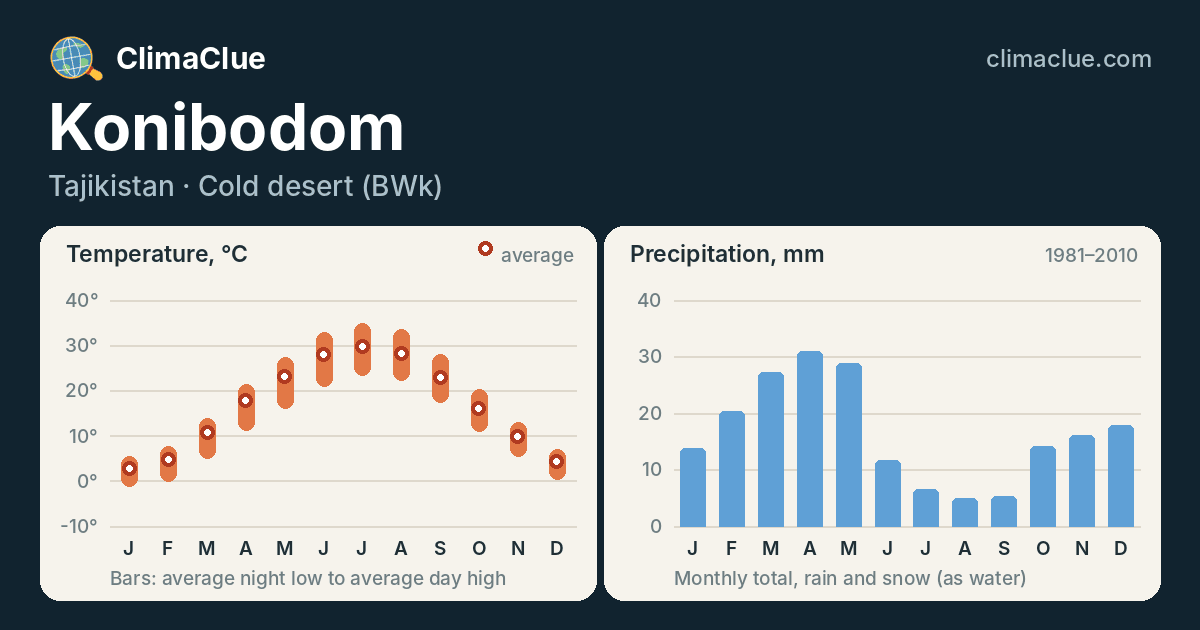 ClimaClue
climaclue.com
Konibodom
Tajikistan · Cold desert (BWk)
Temperature, °C
average
40°
30°
20°
10°
0°
-10°
J F M A M J J A S O N D
Bars: average night low to average day high
Precipitation, mm
1981–2010
40
30
20
10
0
J F M A M J J A S O N D
Monthly total, rain and snow (as water)